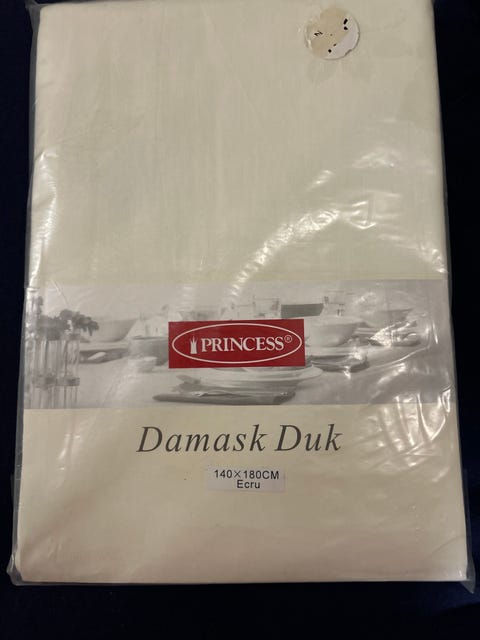 PRINCESS®
Damask Duk
140×180CM
Ecru